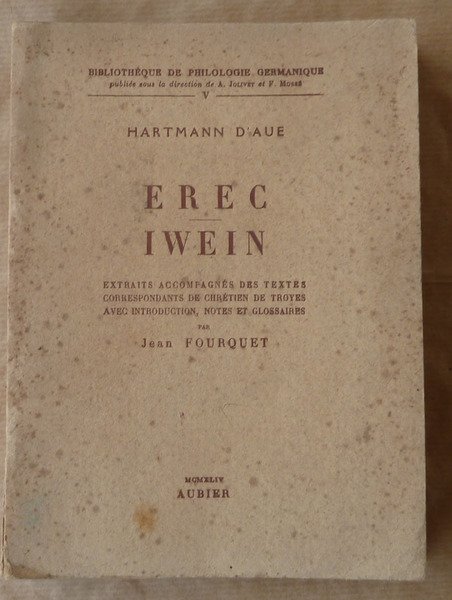 BIBLIOTHÈQUE DE PHILOLOGIE GERMANIQUE
publiée sous la direction de A. JOLIVET et F. MOSSÉ
V
HARTMANN D'AUE
EREC
IWEIN
EXTRAITS ACCOMPAGNÉS DES TEXTES
CORRESPONDANTS DE CHRÉTIEN DE TROYES
AVEC INTRODUCTION, NOTES ET GLOSSAIRES
PAR
Jean FOURQUET
MCMXLIV
AUBIER